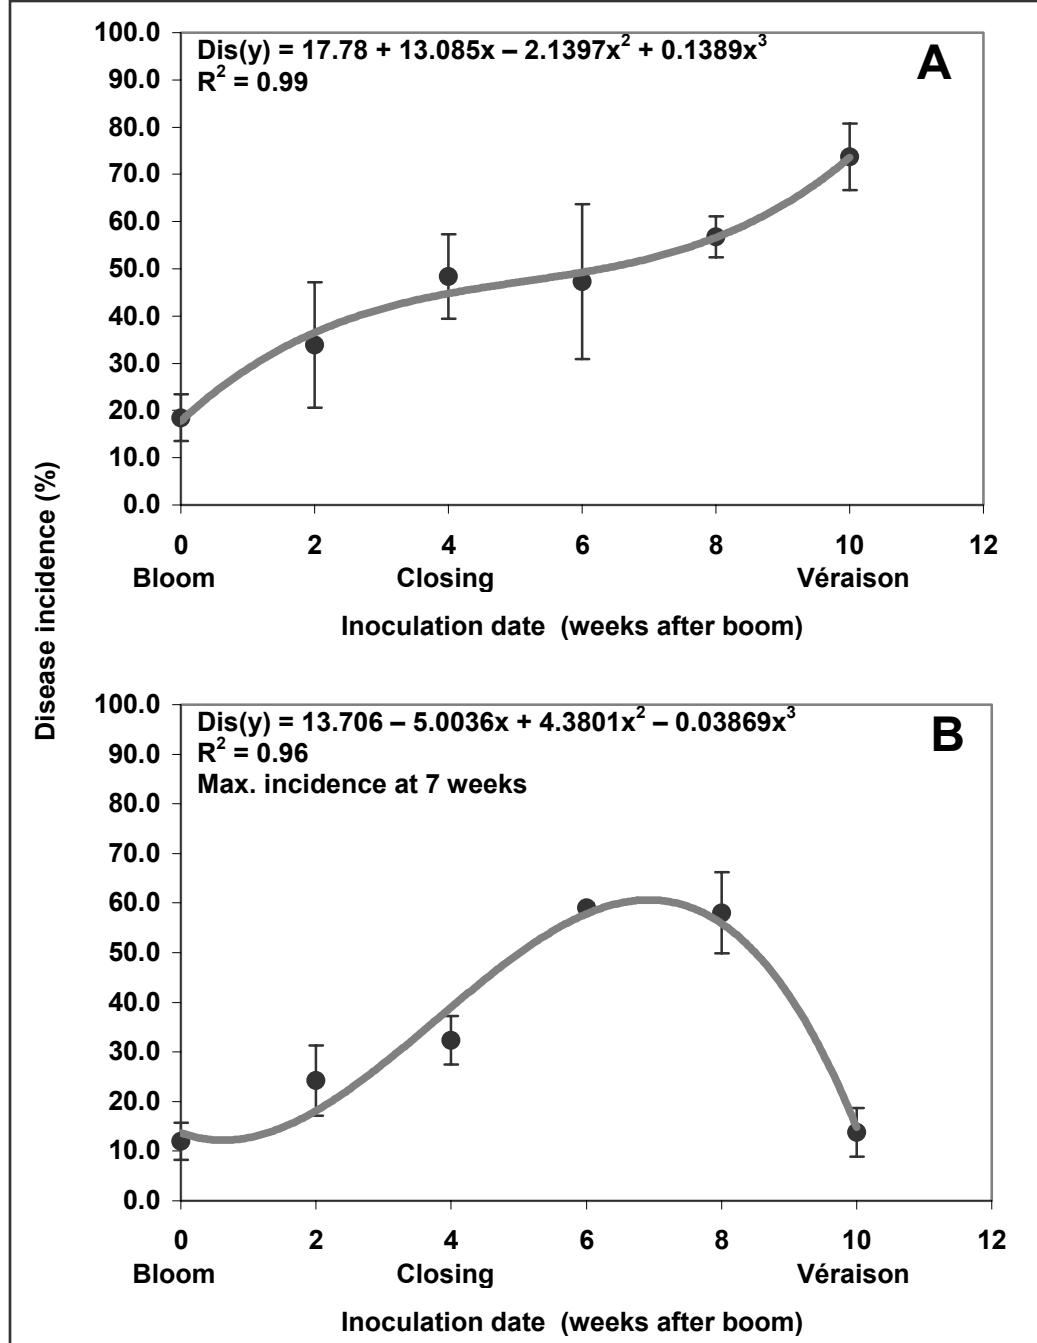 Dis(y) = 17.78 + 13.085x – 2.1397x² + 0.1389x³
R² = 0.99
A
100.0
90.0
80.0
70.0
60.0
50.0
40.0
30.0
20.0
10.0
0.0
0 2 4 6 8 10 12
Bloom Closing Véraison
Inoculation date (weeks after boom)
Disease incidence (%)
Dis(y) = 13.706 – 5.0036x + 4.3801x² – 0.03869x³
R² = 0.96
Max. incidence at 7 weeks
B
100.0
90.0
80.0
70.0
60.0
50.0
40.0
30.0
20.0
10.0
0.0
0 2 4 6 8 10 12
Bloom Closing Véraison
Inoculation date (weeks after boom)